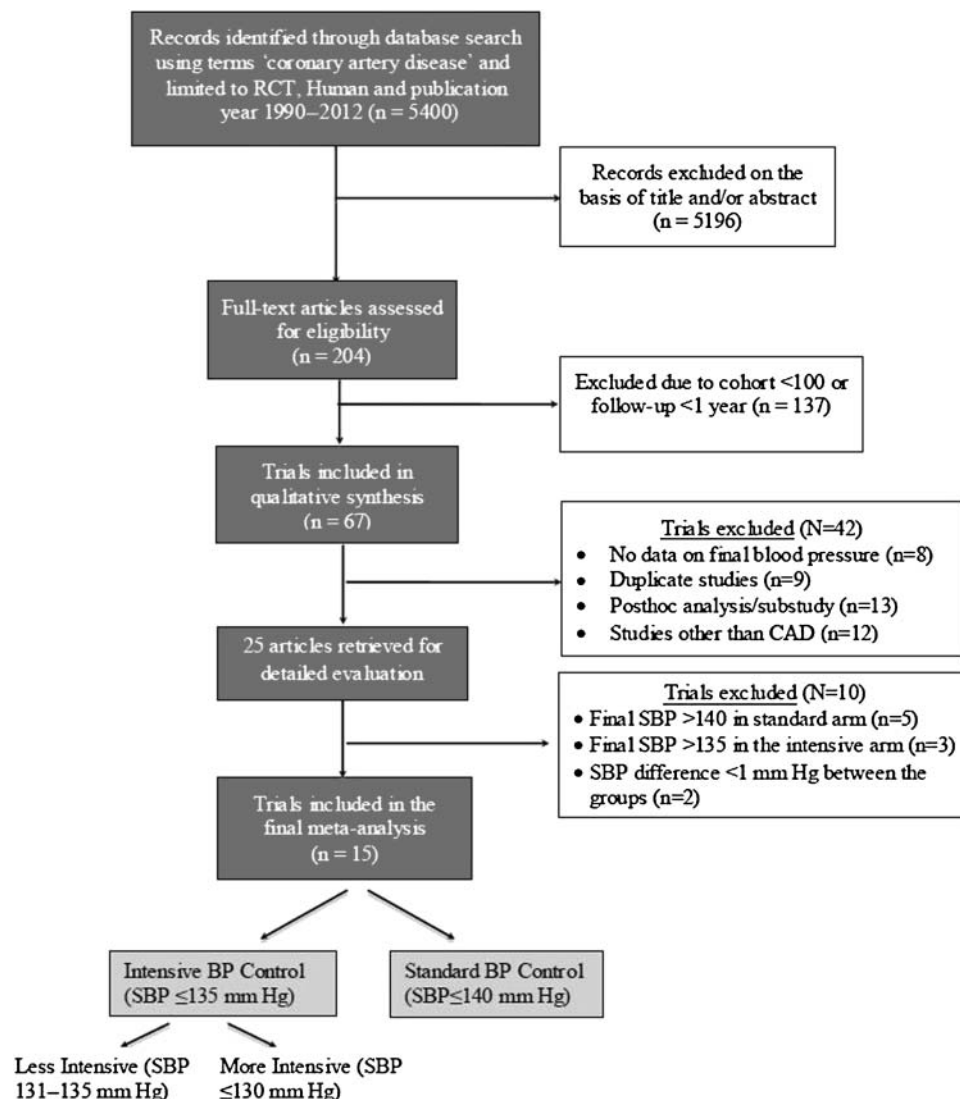 Records identified through database search
using terms ‘coronary artery disease’ and
limited to RCT, Human and publication
year 1990–2012 (n = 5400)
Records excluded on the
basis of title and/or abstract
(n = 5196)
Full-text articles assessed
for eligibility
(n = 204)
Excluded due to cohort <100 or
follow-up <1 year (n = 137)
Trials included in
qualitative synthesis
(n = 67)
Trials excluded (N=42)
• No data on final blood pressure (n=8)
• Duplicate studies (n=9)
• Posthoc analysis/substudy (n=13)
• Studies other than CAD (n=12)
25 articles retrieved for
detailed evaluation
Trials excluded (N=10)
• Final SBP >140 in standard arm (n=5)
• Final SBP >135 in the intensive arm (n=3)
• SBP difference <1 mm Hg between the
groups (n=2)
Trials included in the
final meta-analysis
(n = 15)
Intensive BP Control
(SBP ≤135 mm Hg)
Standard BP Control
(SBP≤140 mm Hg)
Less Intensive (SBP
131–135 mm Hg)
More Intensive (SBP
≤130 mm Hg)